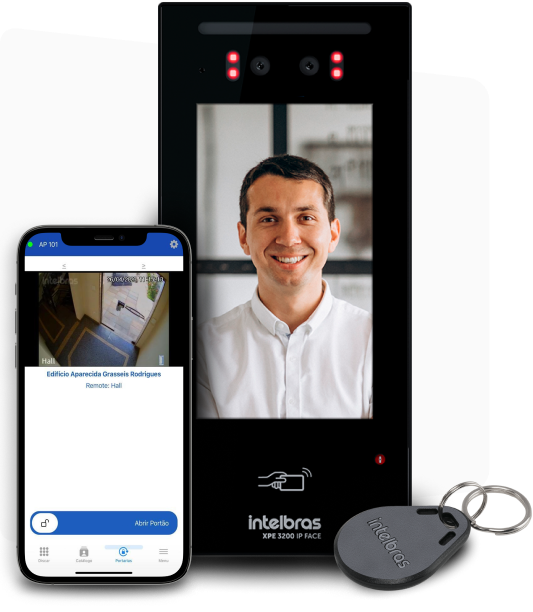 AP 101
intelbras
Hall
Edifício Aparecida Grasseis Rodrigues
Remote: Hall
Abrir Portão
Discar
Catálogo
Portarias
Menu
intelbras
XPE 3200 IP FACE
intelbras